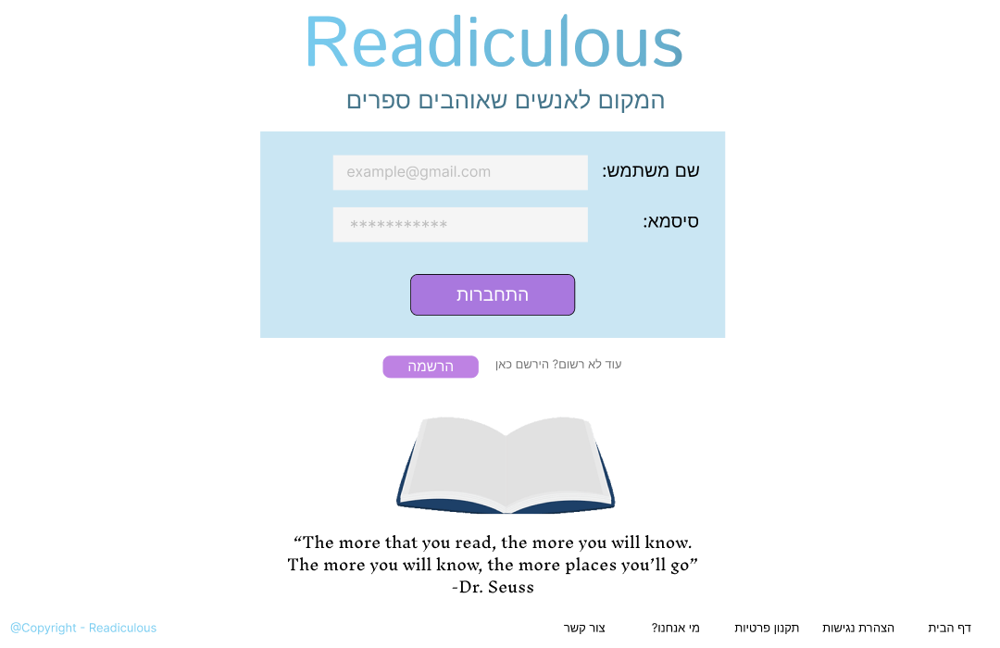 Readiculous
המקום לאנשים שאוהבים ספרים
שם משתמש:
example@gmail.com
סיסמא:
***********
התחברות
עוד לא רשום? הירשם כאן
הרשמה
“The more that you read, the more you will know.
The more you will know, the more places you’ll go”
-Dr. Seuss
דף הבית
הצהרת נגישות
תקנון פרטיות
מי אנחנו?
צור קשר
@Copyright - Readiculous